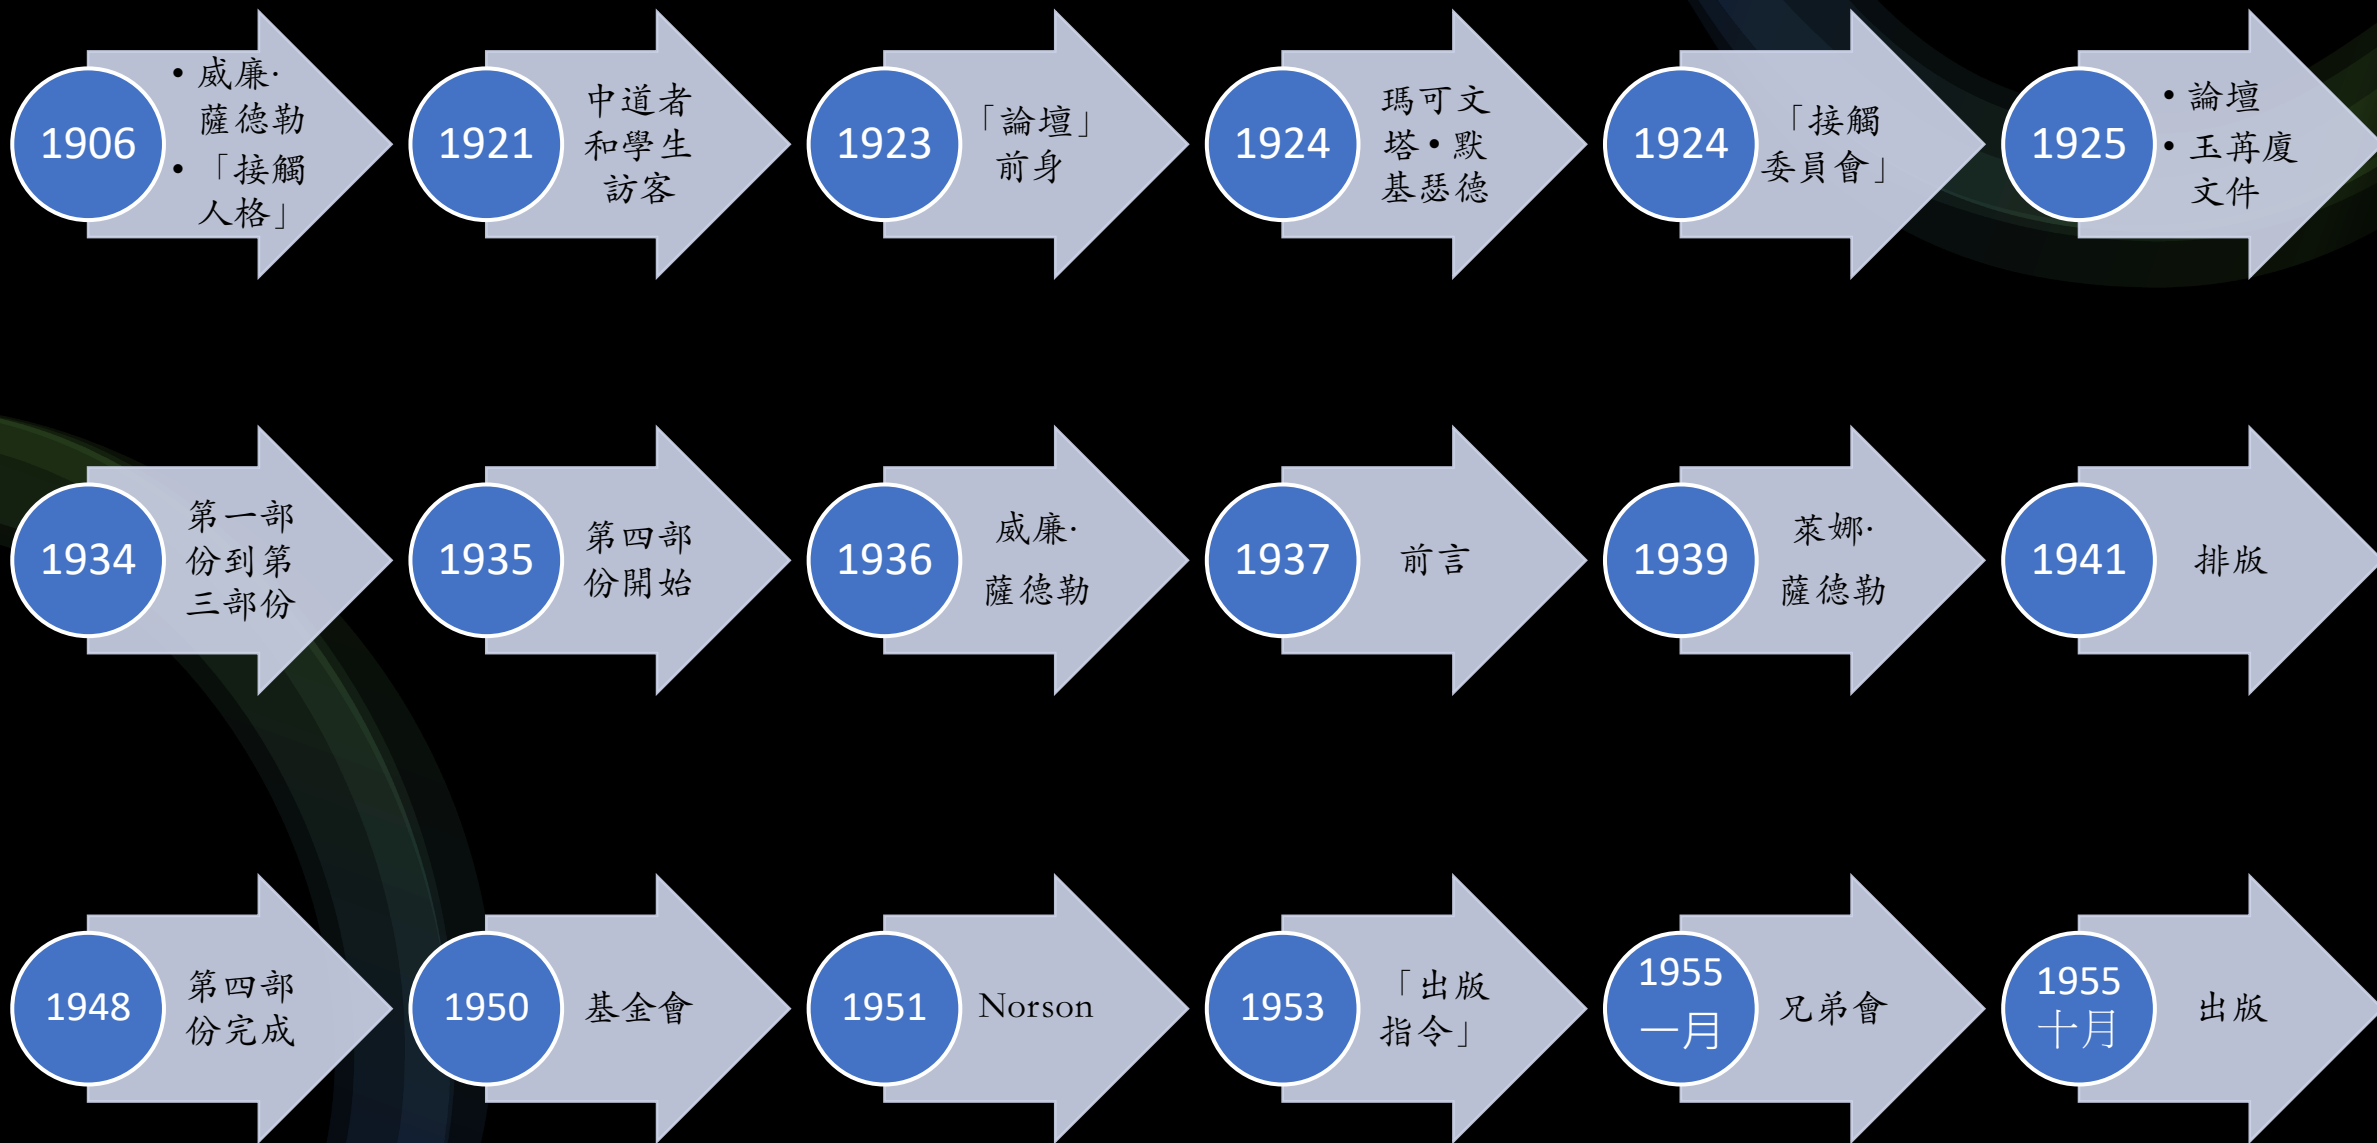 1906
• 威廉·
薩德勒
• 「接觸
人格」
1921
中道者
和學生
訪客
1923
「論壇」
前身
1924
瑪可文
塔•默
基瑟德
1924
「接觸
委員會」
1925
• 論壇
• 玉苒廈
文件
1934
第一部
份到第
三部份
1935
第四部
份開始
1936
威廉·
薩德勒
1937
前言
1939
萊娜·
薩德勒
1941
排版
1948
第四部
份完成
1950
基金會
1951
Norson
1953
「出版
指令」
1955
一月
兄弟會
1955
十月
出版